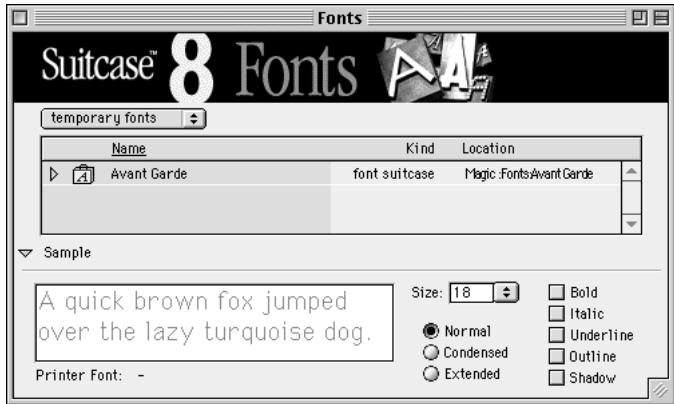 Fonts
Suitcase™ 8 Fonts
temporary fonts
Name Kind Location
Avant Garde font suitcase Magic :Fonts:Avant Garde
Sample
A quick brown fox jumped
over the lazy turquoise dog.
Size: 18
Normal
Condensed
Extended
Bold
Italic
Underline
Outline
Shadow
Printer Font: -